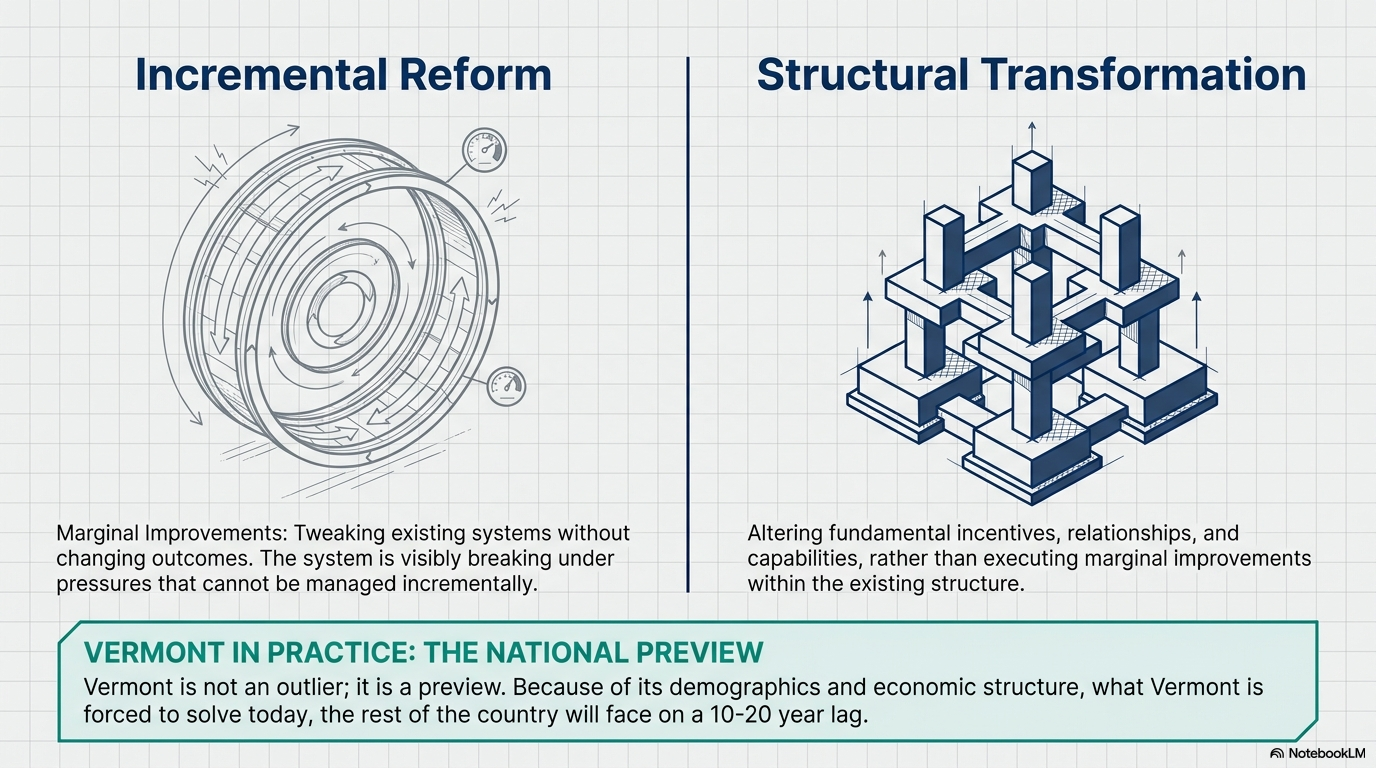 Incremental Reform
Structural Transformation
Marginal Improvements: Tweaking existing systems without
changing outcomes. The system is visibly breaking under
pressures that cannot be managed incrementally.
Altering fundamental incentives, relationships, and
capabilities, rather than executing marginal improvements
within the existing structure.
VERMONT IN PRACTICE: THE NATIONAL PREVIEW
Vermont is not an outlier; it is a preview. Because of its demographics and economic structure, what Vermont is
forced to solve today, the rest of the country will face on a 10-20 year lag.
NotebookLM